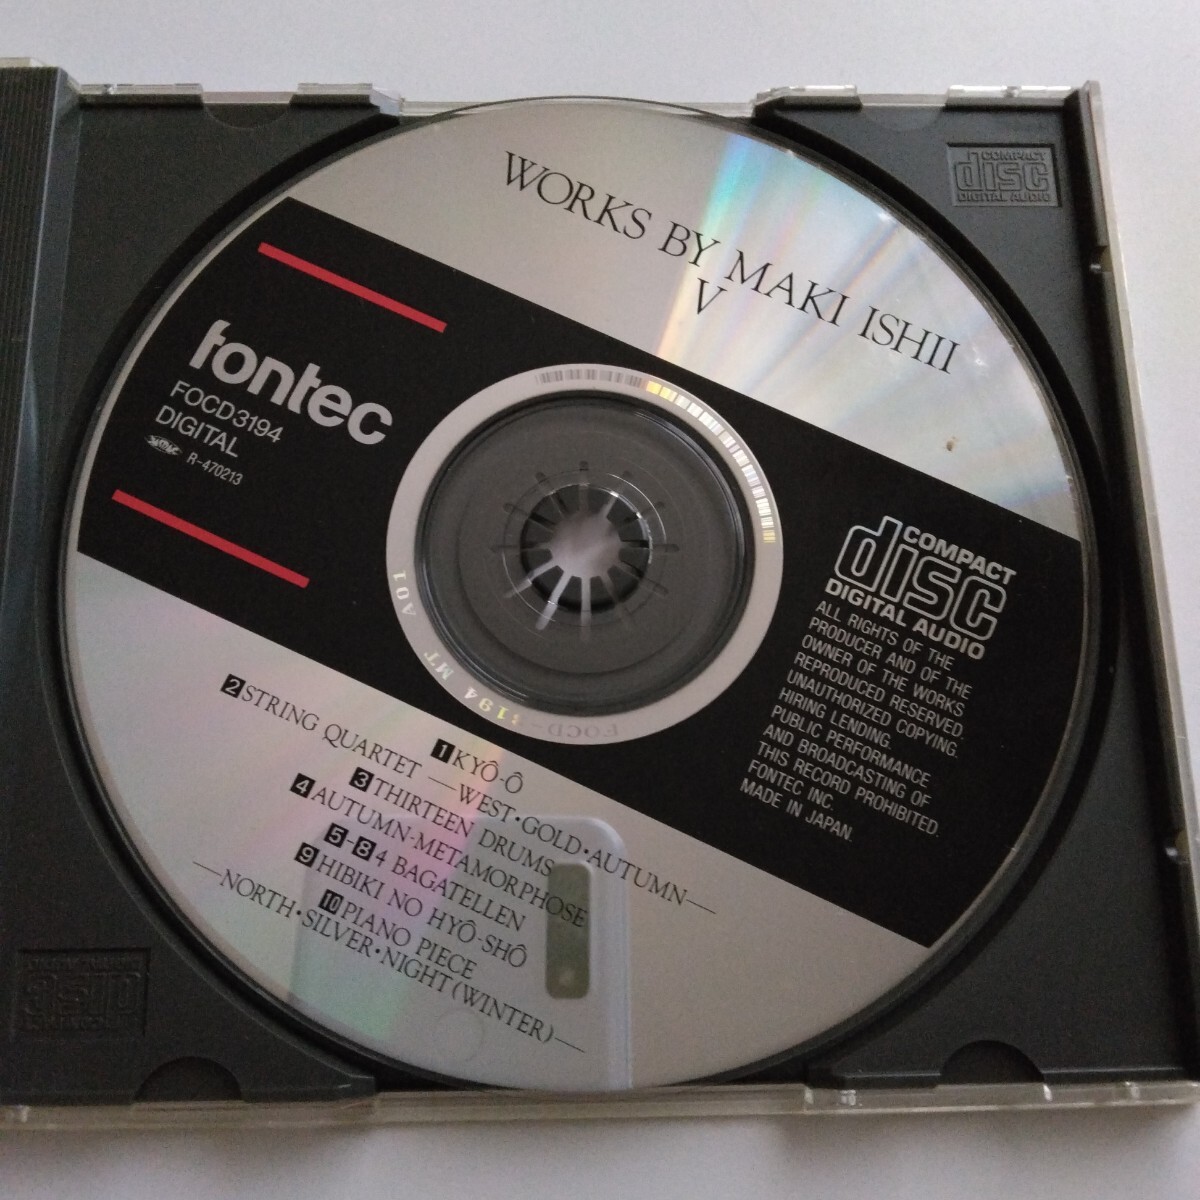 WORKS BY MAKI ISHII
V
COMPACT
disc
DIGITAL AUDIO
fontec
FOCD3194
DIGITAL
R-470213
COMPACT
disc
DIGITAL AUDIO
ALL RIGHTS OF THE
PRODUCER AND OF THE
OWNER OF THE WORKS
REPRODUCED RESERVED.
UNAUTHORIZED COPYING.
HIRING LENDING.
PUBLIC PERFORMANCE
AND BROADCASTING OF
THIS RECORD PROHIBITED.
FONTEC INC.
MADE IN JAPAN.
FOCD-3194 MT A01
1 KYÔ-Ô
2 STRING QUARTET —WEST·GOLD·AUTUMN—
3 THIRTEEN DRUMS
4 AUTUMN-METAMORPHOSE
5-8 4 BAGATELLEN
9 HIBIKI NO HYÔ-SHÔ
10 PIANO PIECE
—NORTH·SILVER·NIGHT (WINTER)—